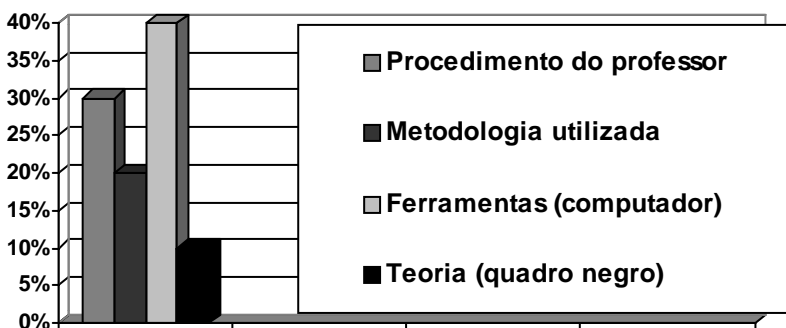 40%
35%
30%
25%
20%
15%
10%
5%
0%
Procedimento do professor
Metodologia utilizada
Ferramentas (computador)
Teoria (quadro negro)